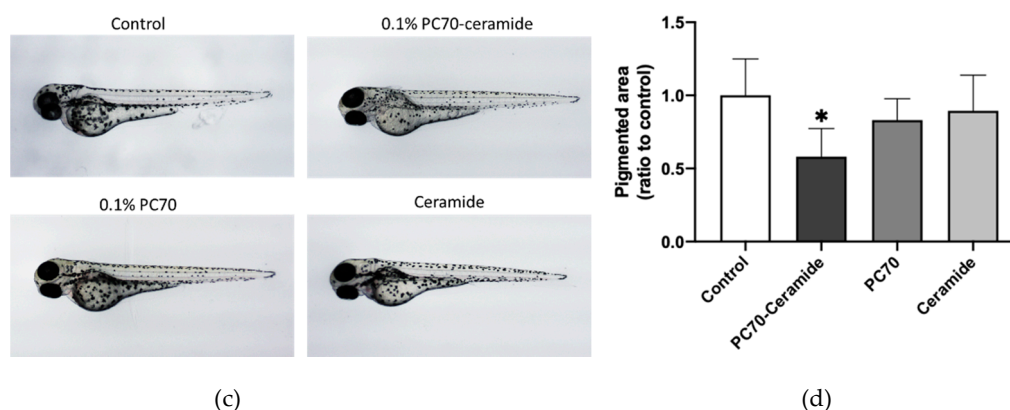 Control
0.1% PC70-ceramide
0.1% PC70
Ceramide
(c)
Pigmented area
(ratio to control)
1.5
1.0
0.5
0.0
*
Control
PC70-Ceramide
PC70
Ceramide
(d)